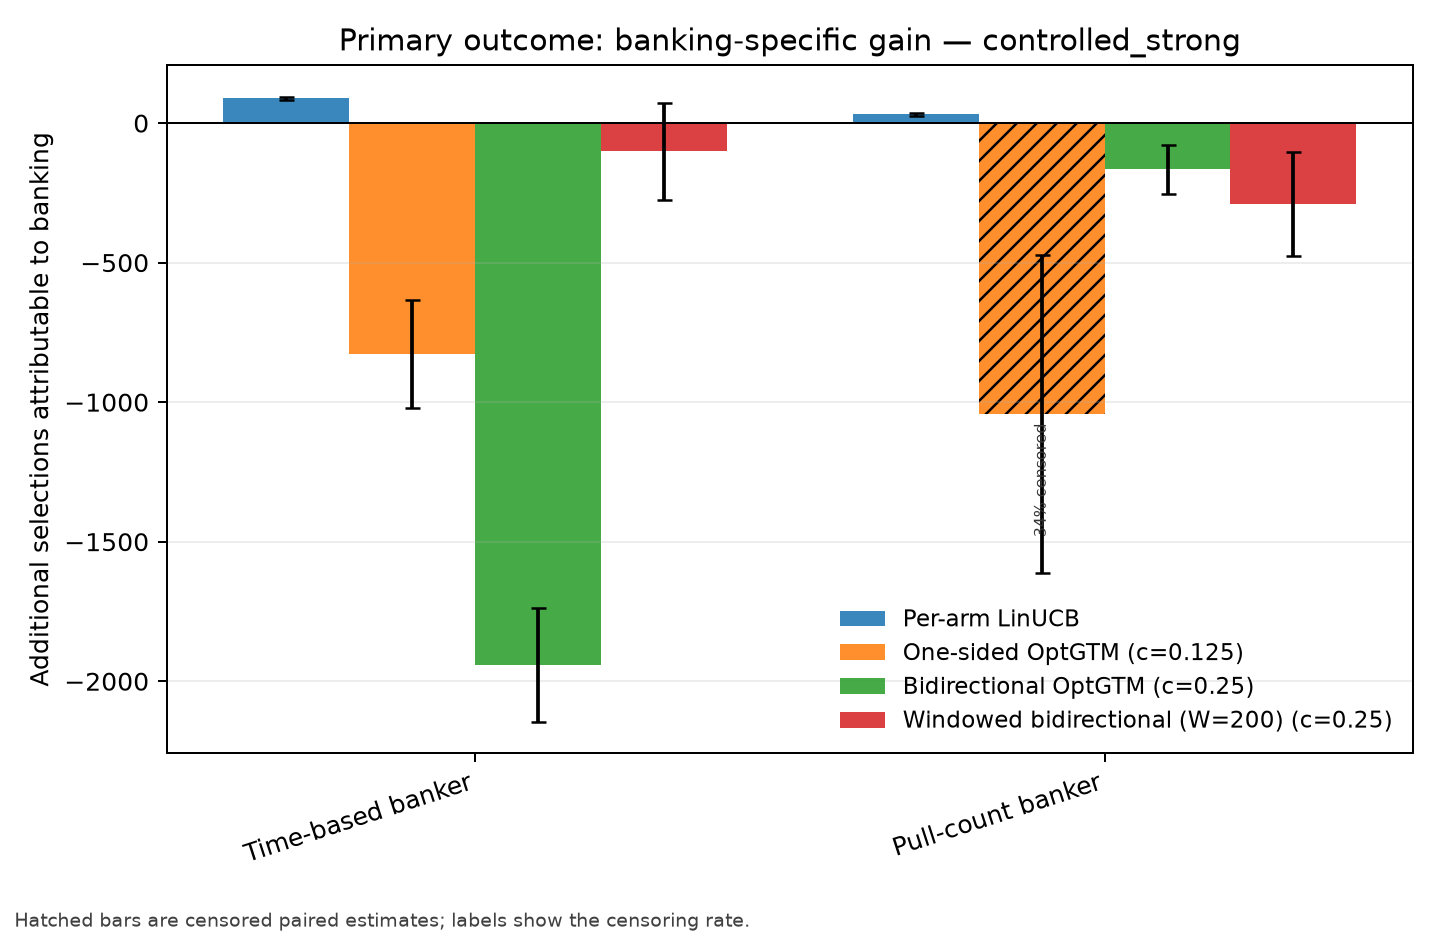 Primary outcome: banking-specific gain — controlled_strong
Additional selections attributable to banking
0
−500
−1000
−1500
−2000
34% censored
Per-arm LinUCB
One-sided OptGTM (c=0.125)
Bidirectional OptGTM (c=0.25)
Windowed bidirectional (W=200) (c=0.25)
Time-based banker
Pull-count banker
Hatched bars are censored paired estimates; labels show the censoring rate.